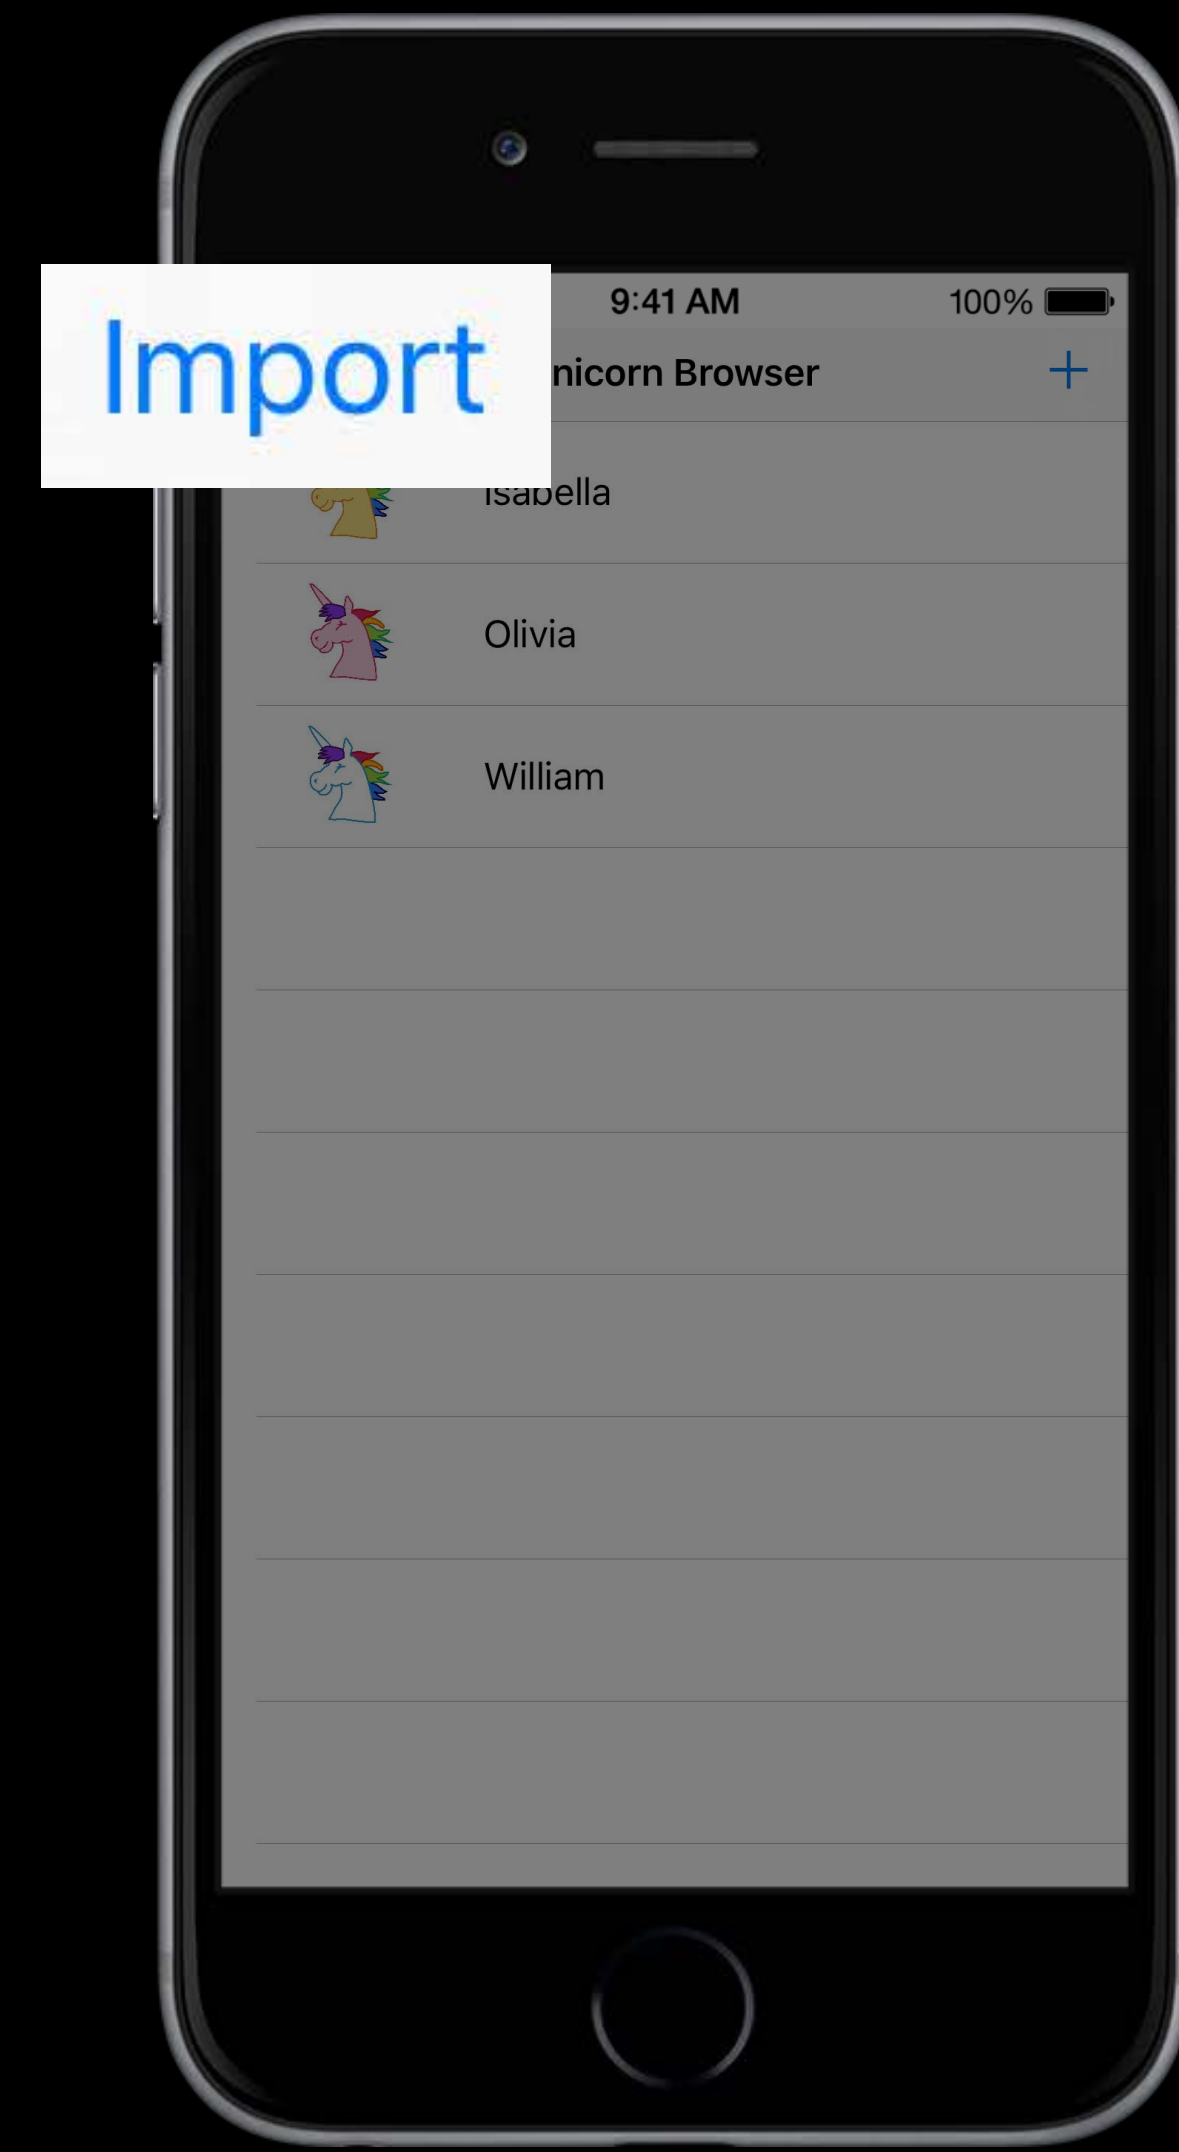 9:41 AM 100%
Import
nicorn Browser +
Isabella
Olivia
William